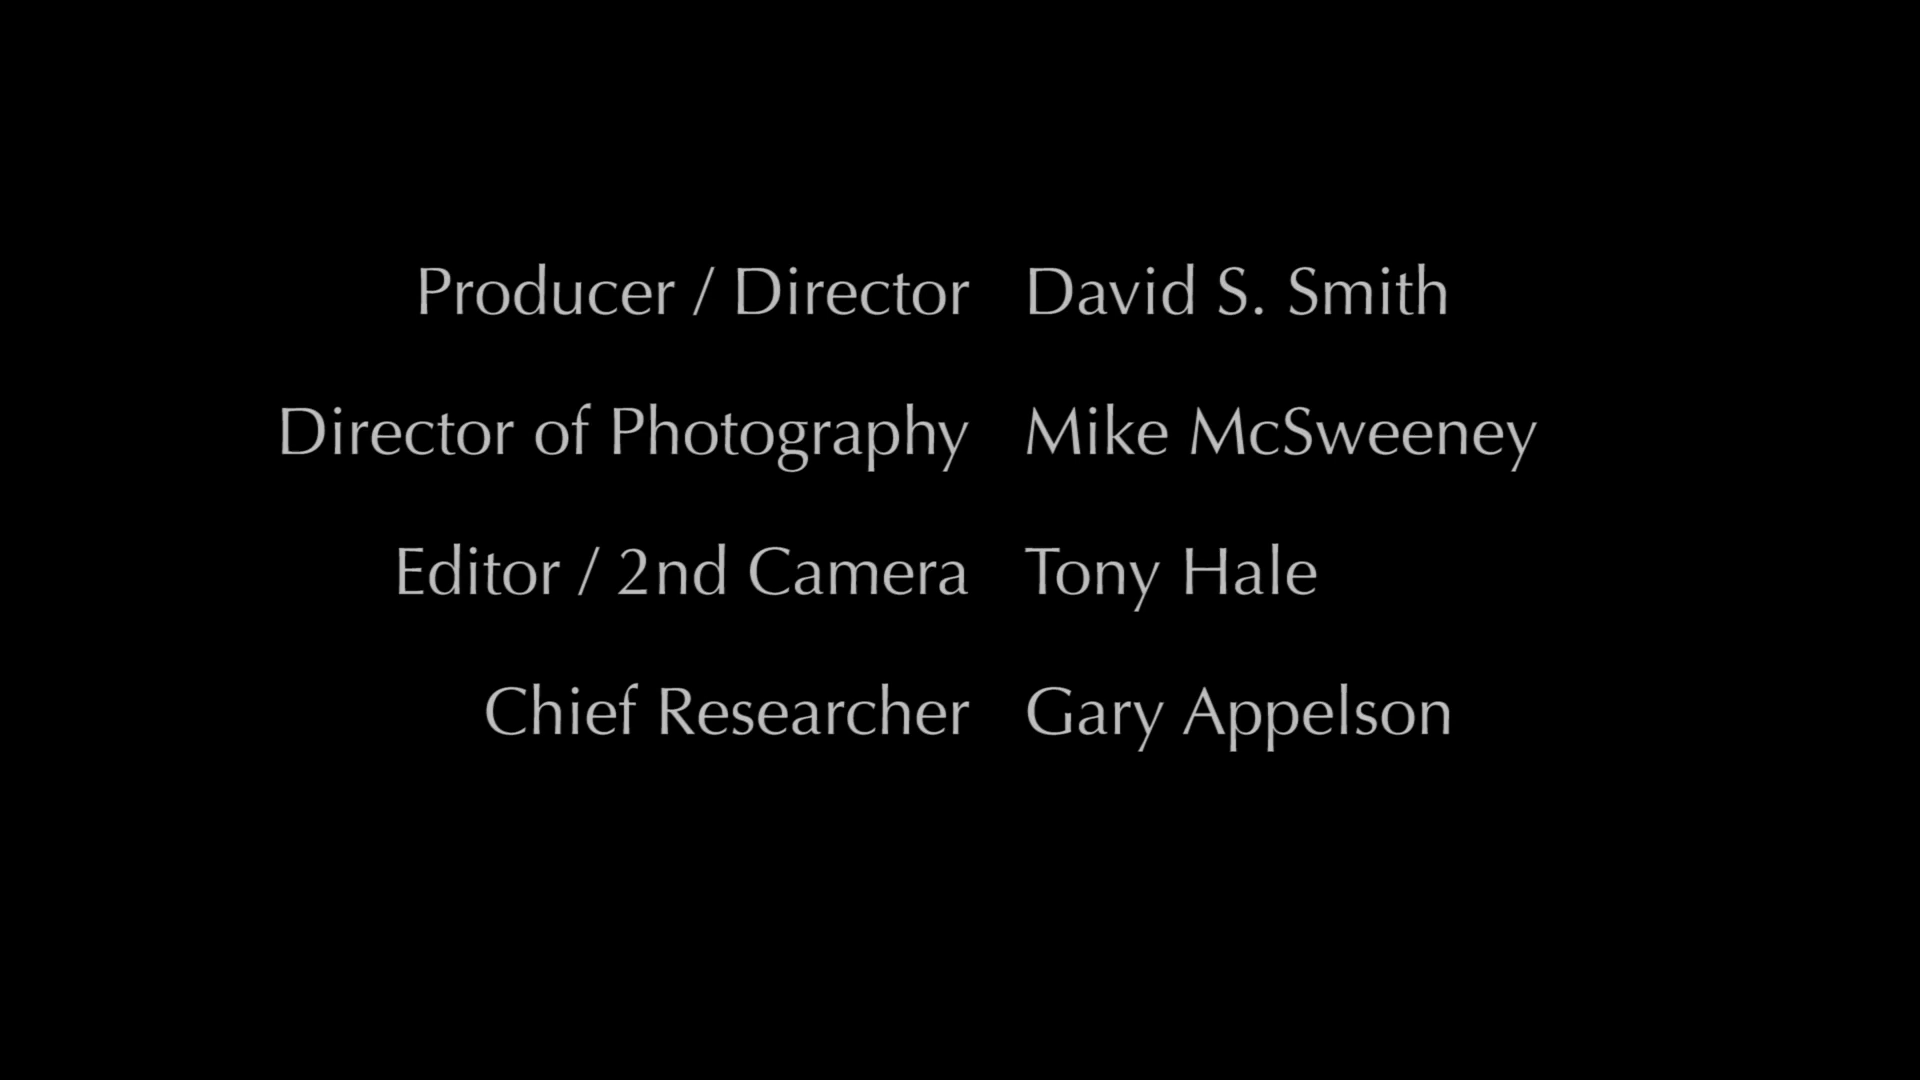 Producer / Director David S. Smith
Director of Photography Mike McSweeney
Editor / 2nd Camera Tony Hale
Chief Researcher Gary Appelson